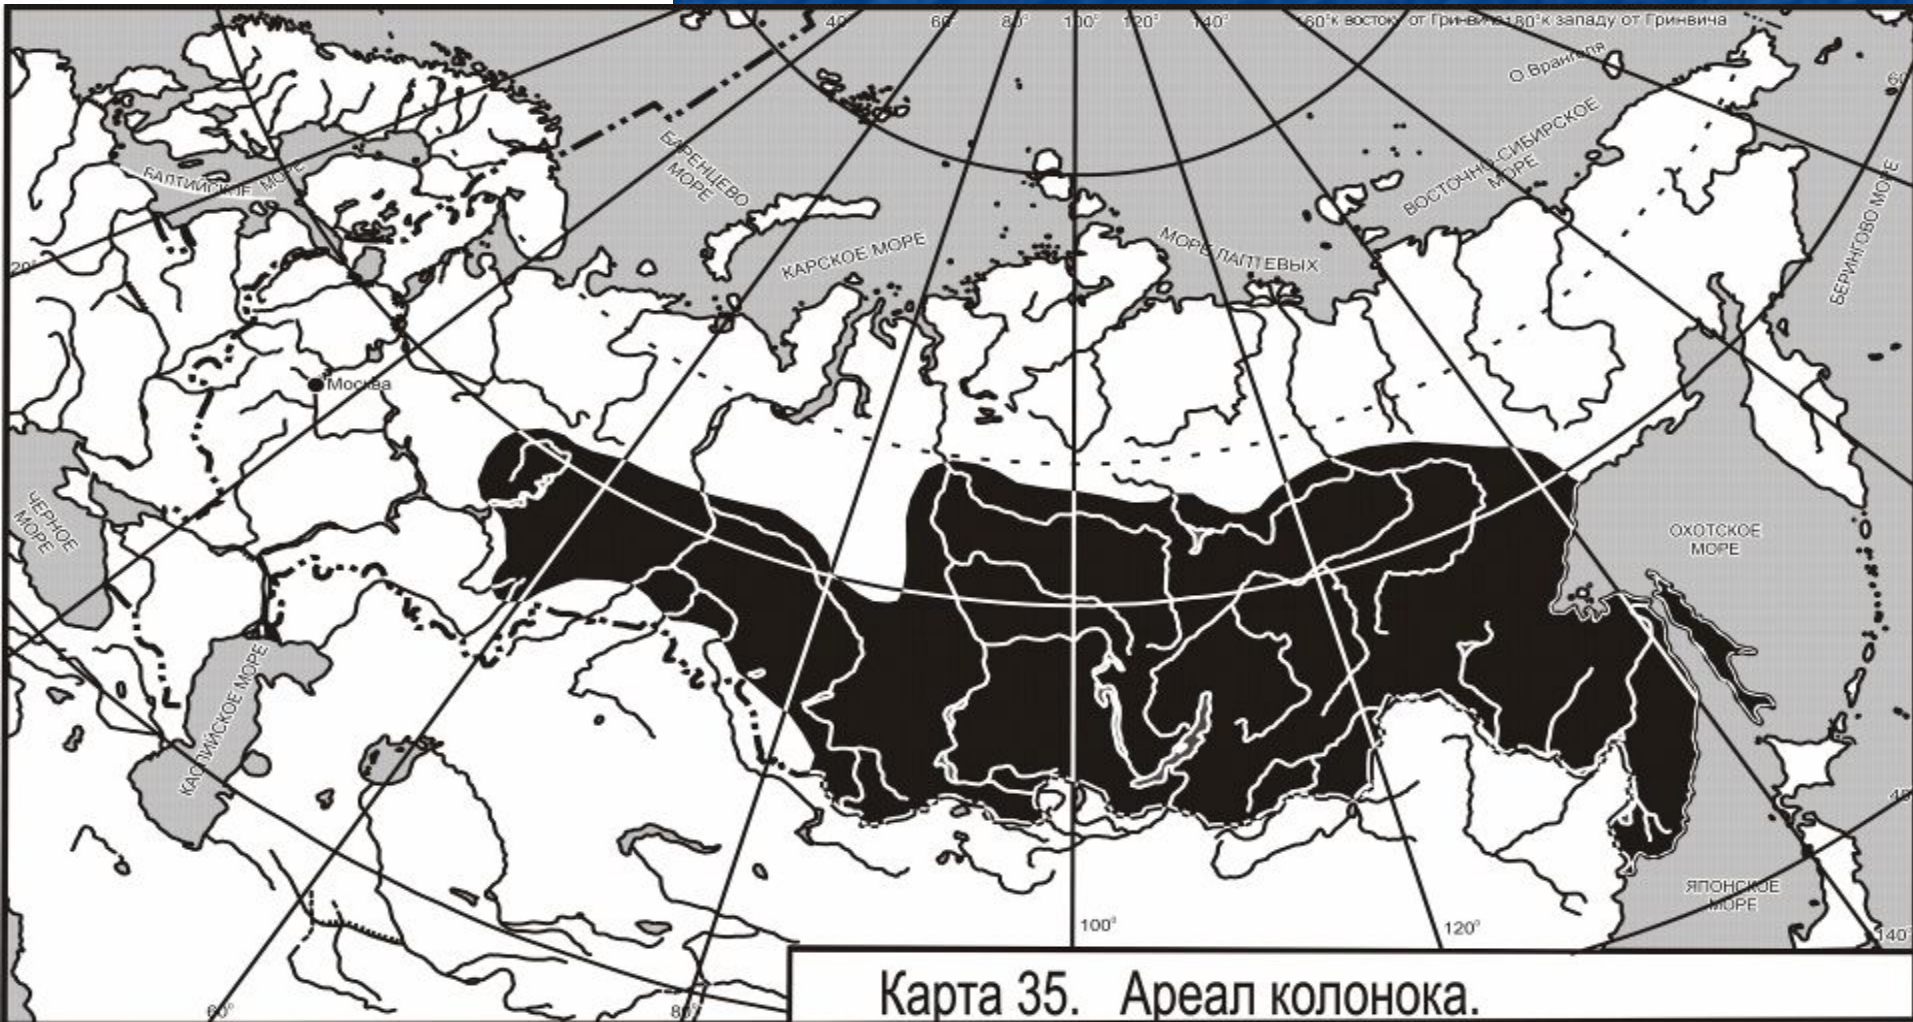 40° 60° 80° 100° 120° 140° 160° к востоку от Гринвича 180° к западу от Гринвича
О.Врангеля
60
БАРЕНЦЕВО
МОРЕ
БАЛТИЙСКОЕ МОРЕ
ВОСТОЧНО-СИБИРСКОЕ
МОРЕ
КАРСКОЕ МОРЕ
МОРЕ ЛАПТЕВЫХ
БЕРИНГОВО МОРЕ
20°
Москва
ЧЕРНОЕ
МОРЕ
ОХОТСКОЕ
МОРЕ
КАСПИЙСКОЕ МОРЕ
ЯПОНСКОЕ
МОРЕ
100°
120°
140°
60°
80°
Карта 35. Ареал колонока.